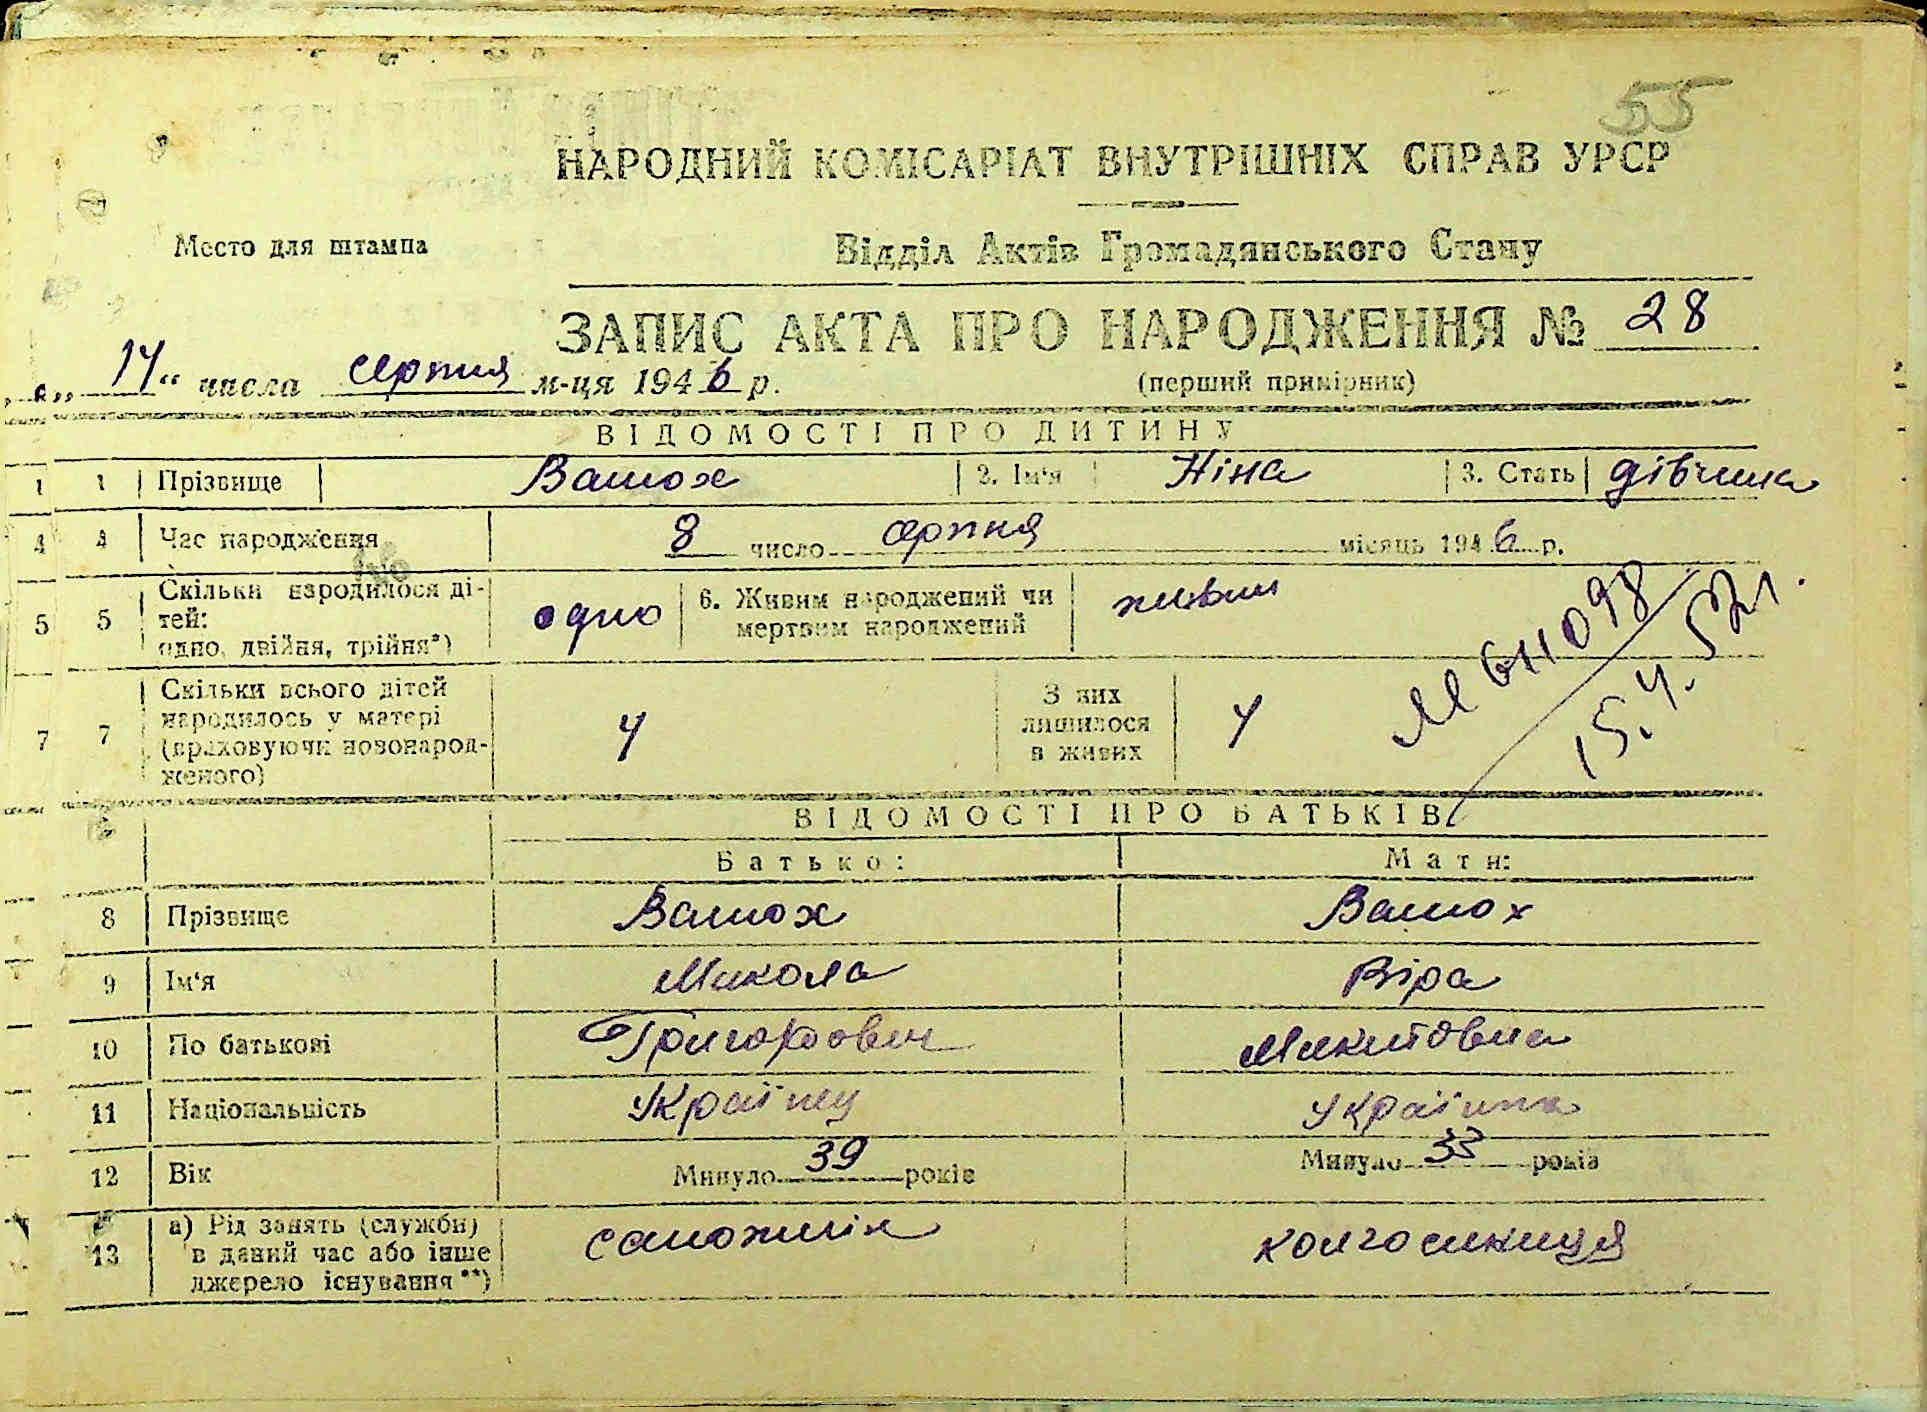 55
НАРОДНИЙ КОМІСАРІАТ ВНУТРІШНІХ СПРАВ УРСР
Место для штампа
Відділ Актів Громадянського Стану
ЗАПИС АКТА ПРО НАРОДЖЕННЯ № 28
„14“ числа серпня м-ця 1946 р. (перший примірник)
ВІДОМОСТІ ПРО ДИТИНУ
1 1 Прізвище Вашох 2. Ім'я Ніна 3. Стать дівчина
4 4 Час народження 8 число серпня місяць 1946 р.
5 5 Скільки народилося дітей: одно, двійня, трійня*) одно 6. Живим народжений чи мертвим народжений живим
7 7 Скільки всього дітей народилось у матері (враховуючи новонародженого) 4 З них лишилося в живих 4
ВІДОМОСТІ ПРО БАТЬКІВ
Батько: Мати:
8 Прізвище Вашох Вашох
9 Ім'я Микола Віра
10 По батькові Григорович Микитовна
11 Національність Українец Українка
12 Вік Минуло 39 років Минуло 33 років
13 а) Рід занять (служби) в даний час або інше джерело існування**) сапожнік колгоспниця